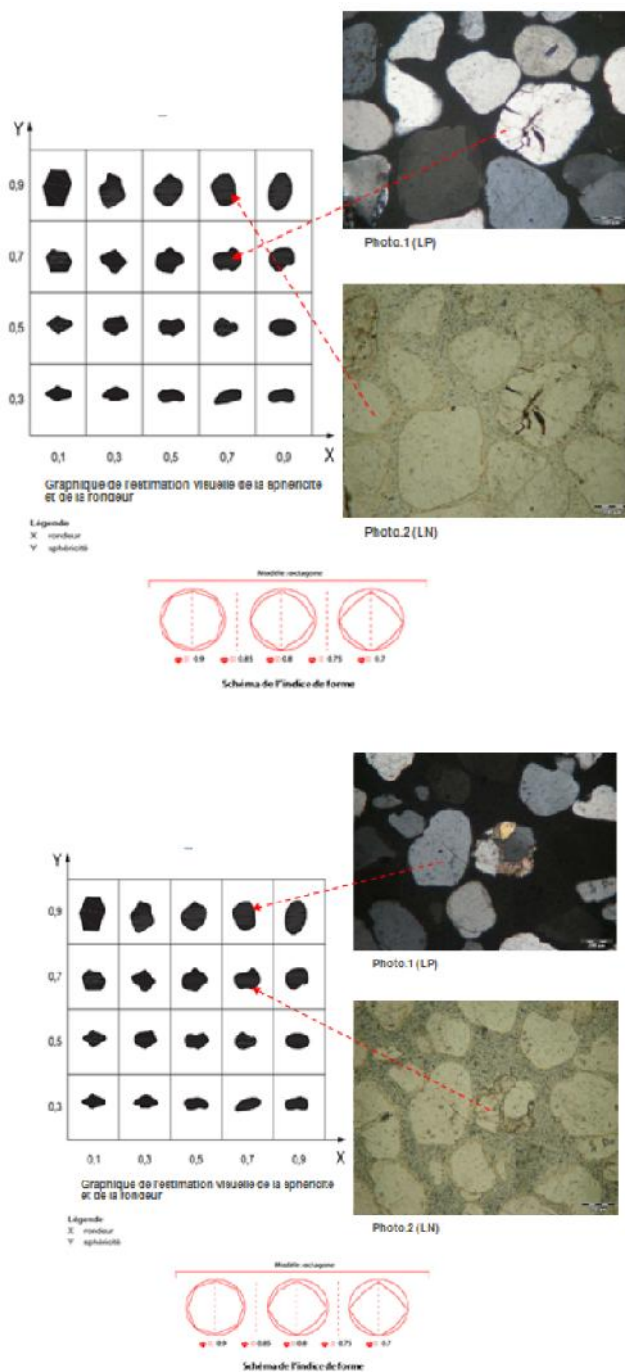 Y
0,9
0,7
0,5
0,3
0,1 0,3 0,5 0,7 0,9 X
Graphique de l'estimation visuelle de la sphéricité
et de la rondeur
Légende
X rondeur
Y sphéricité
Photo.1 (LP)
Photo.2 (LN)
Modèle octagone
0.9 0.85 0.8 0.75 0.7
Schéma de l'indice de forme
Y
0,9
0,7
0,5
0,3
0,1 0,3 0,5 0,7 0,9 X
Graphique de l'estimation visuelle de la sphéricité
et de la rondeur
Légende
X rondeur
Y sphéricité
Photo.1 (LP)
Photo.2 (LN)
Modèle octagone
0.9 0.85 0.8 0.75 0.7
Schéma de l'indice de forme